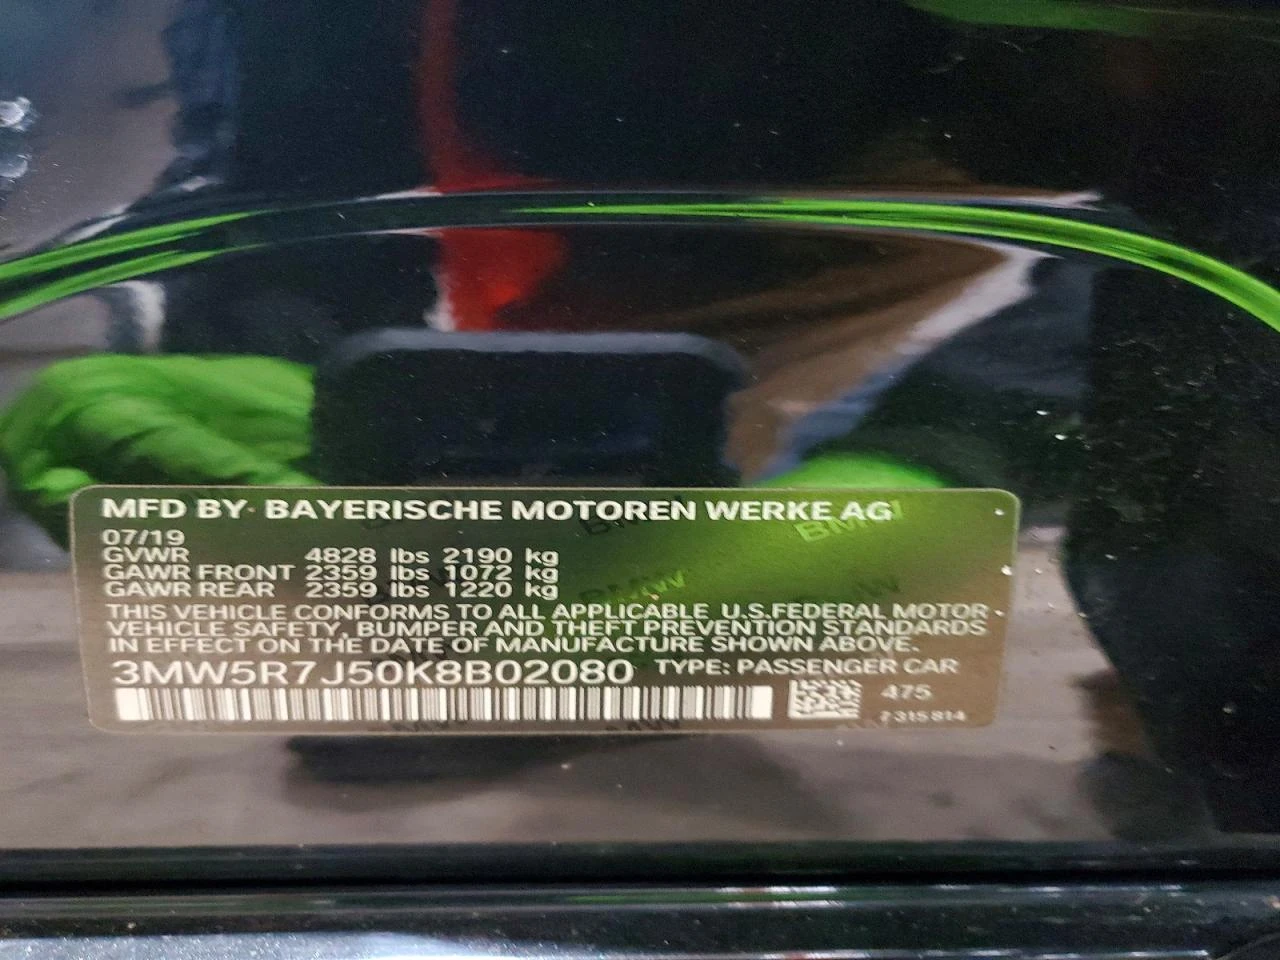 MFD BY BAYERISCHE MOTOREN WERKE AG
07/19
GVWR 4828 lbs 2190 kg
GAWR FRONT 2359 lbs 1072 kg
GAWR REAR 2359 lbs 1220 kg
THIS VEHICLE CONFORMS TO ALL APPLICABLE U.S.FEDERAL MOTOR
VEHICLE SAFETY, BUMPER AND THEFT PREVENTION STANDARDS
IN EFFECT ON THE DATE OF MANUFACTURE SHOWN ABOVE.
3MW5R7J50K8B02080 TYPE: PASSENGER CAR
475
7315814